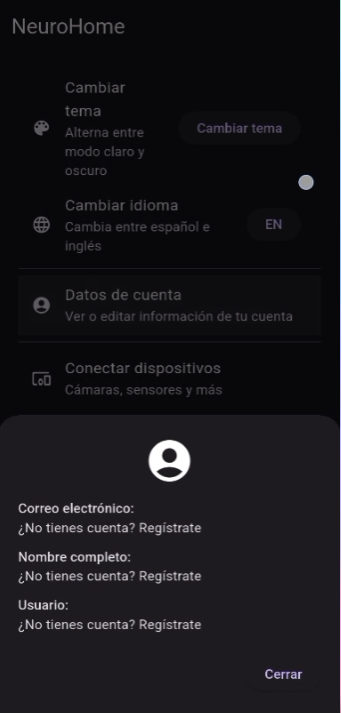 NeuroHome
Cambiar
tema
Alterna entre
modo claro y
oscuro
Cambiar tema
Cambiar idioma
Cambia entre español e
inglés
EN
Datos de cuenta
Ver o editar información de tu cuenta
Conectar dispositivos
Cámaras, sensores y más
Correo electrónico:
¿No tienes cuenta? Regístrate
Nombre completo:
¿No tienes cuenta? Regístrate
Usuario:
¿No tienes cuenta? Regístrate
Cerrar